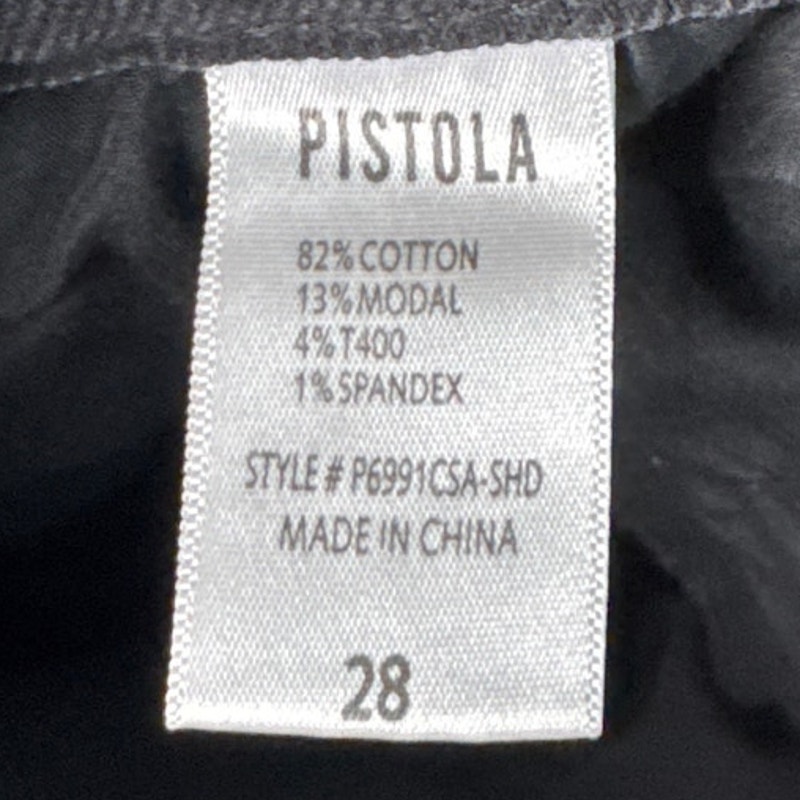 PISTOLA
82% COTTON
13% MODAL
4% T400
1% SPANDEX
STYLE # P6991CSA-SHD
MADE IN CHINA
28